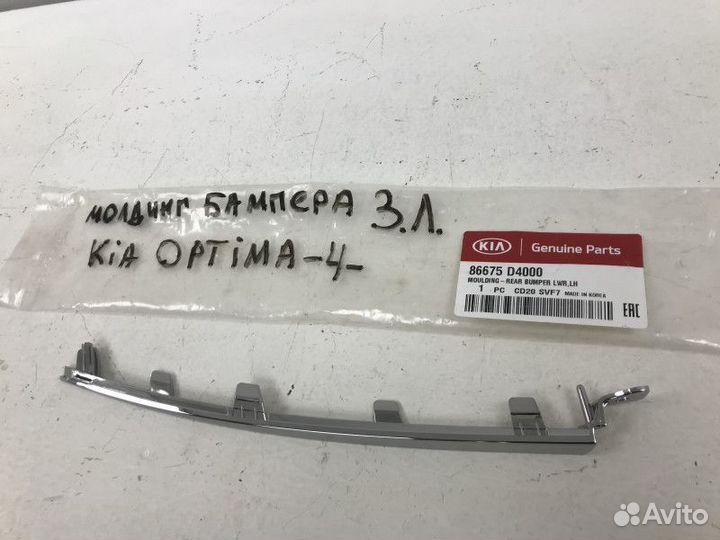 МОЛДИНГ БАМПЕРА З.Л.
KiA OPTiMA -4-
KIA Genuine Parts
86675 D4000
MOULDING-REAR BUMPER LWR,LH
1 PC CD20 SVF7 MADE IN KOREA
EAC
Avito